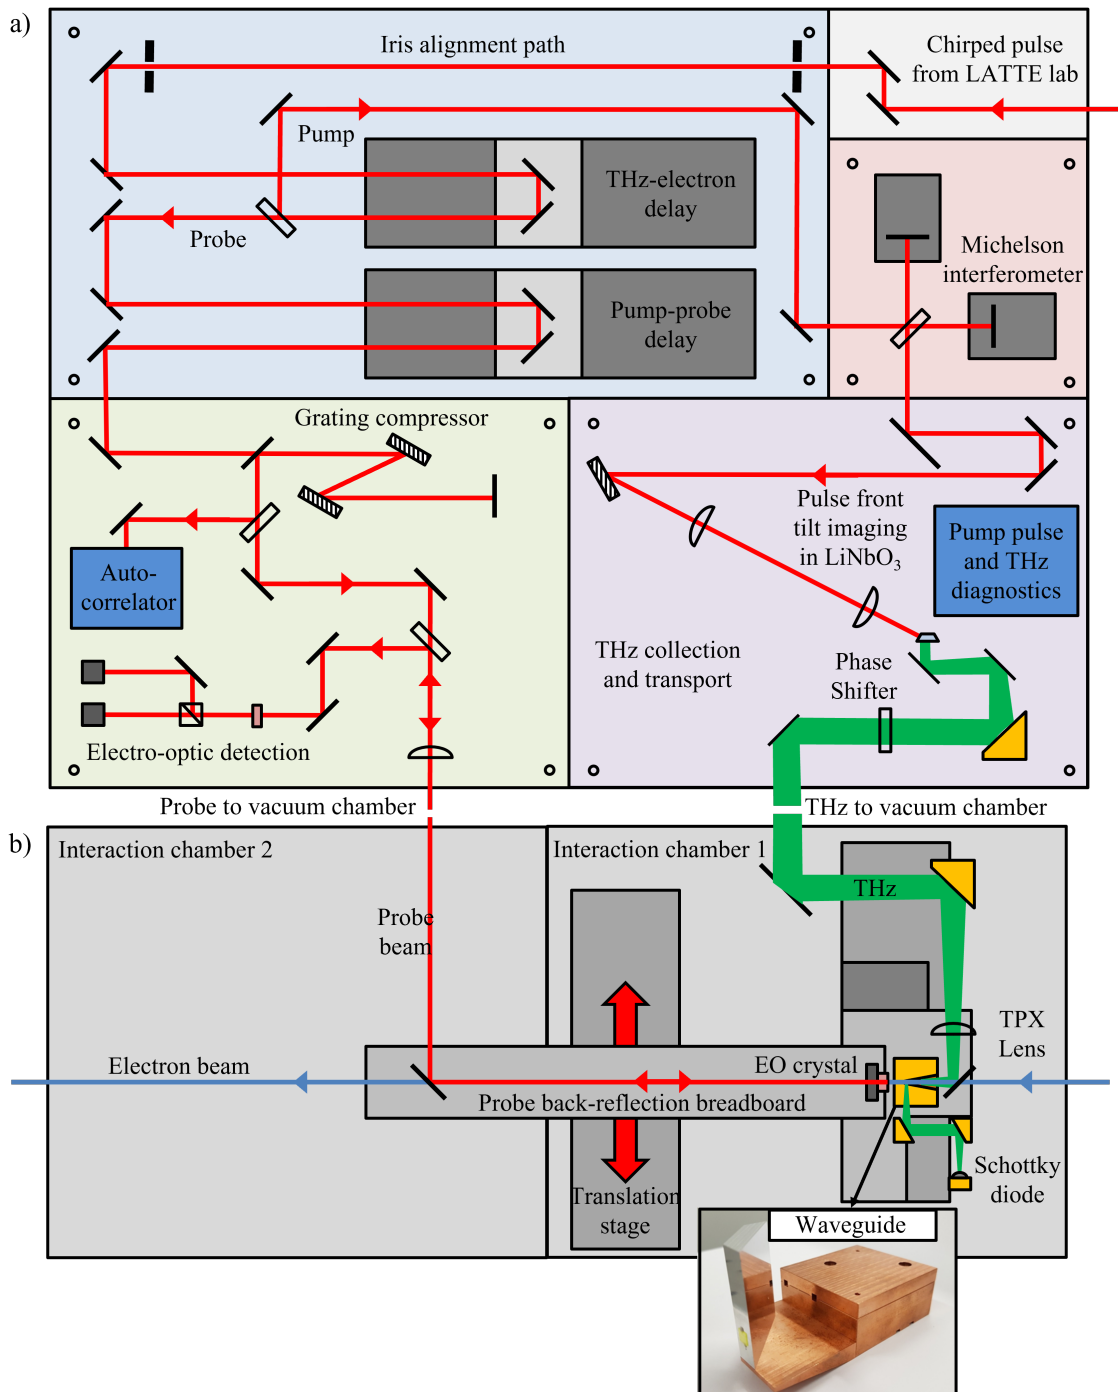 a)
Iris alignment path
Chirped pulse
from LATTE lab
Pump
THz-electron
delay
Probe
Michelson
interferometer
Pump-probe
delay
Grating compressor
Pulse front
tilt imaging
in LiNbO₃
Pump pulse
and THz
diagnostics
Auto-
correlator
THz collection
and transport
Phase
Shifter
Electro-optic detection
Probe to vacuum chamber
THz to vacuum chamber
b)
Interaction chamber 2
Interaction chamber 1
THz
Probe
beam
TPX
Lens
Electron beam
EO crystal
Probe back-reflection breadboard
Schottky
diode
Translation
stage
Waveguide